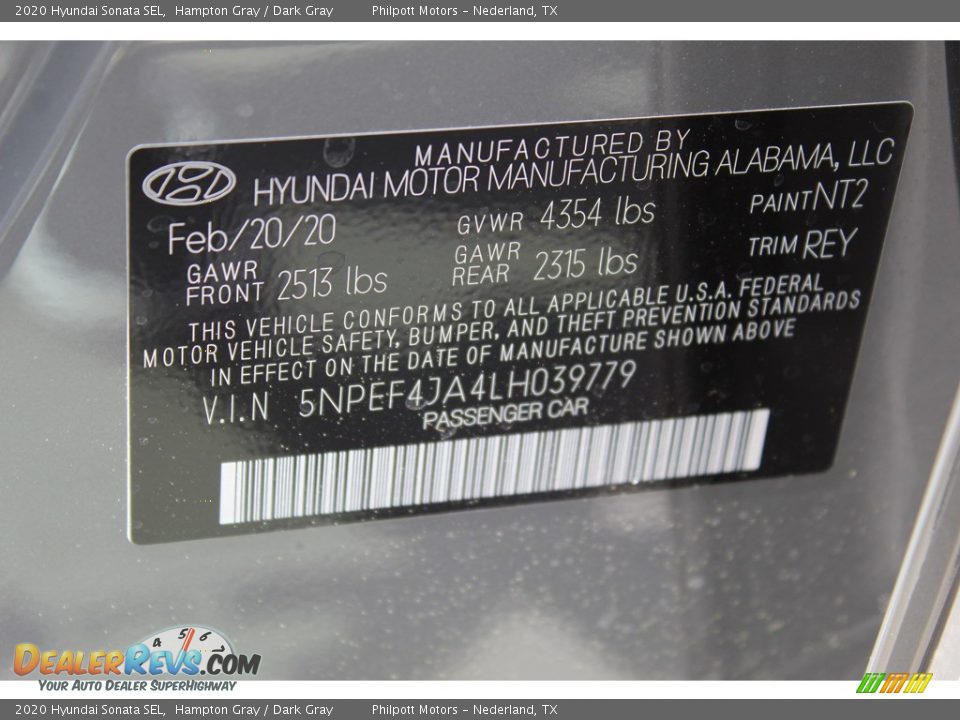 2020 Hyundai Sonata SEL,  Hampton Gray / Dark Gray        Philpott Motors – Nederland, TX
MANUFACTURED BY
HYUNDAI MOTOR MANUFACTURING ALABAMA, LLC
Feb/20/20 GVWR 4354 lbs PAINT NT2
GAWR FRONT 2513 lbs GAWR REAR 2315 lbs TRIM REY
THIS VEHICLE CONFORMS TO ALL APPLICABLE U.S.A. FEDERAL
MOTOR VEHICLE SAFETY, BUMPER, AND THEFT PREVENTION STANDARDS
IN EFFECT ON THE DATE OF MANUFACTURE SHOWN ABOVE
V.I.N 5NPEF4JA4LH039779
PASSENGER CAR
4 5 6
DEALERREVS.COM
YOUR AUTO DEALER SUPERHIGHWAY
2020 Hyundai Sonata SEL,  Hampton Gray / Dark Gray        Philpott Motors – Nederland, TX